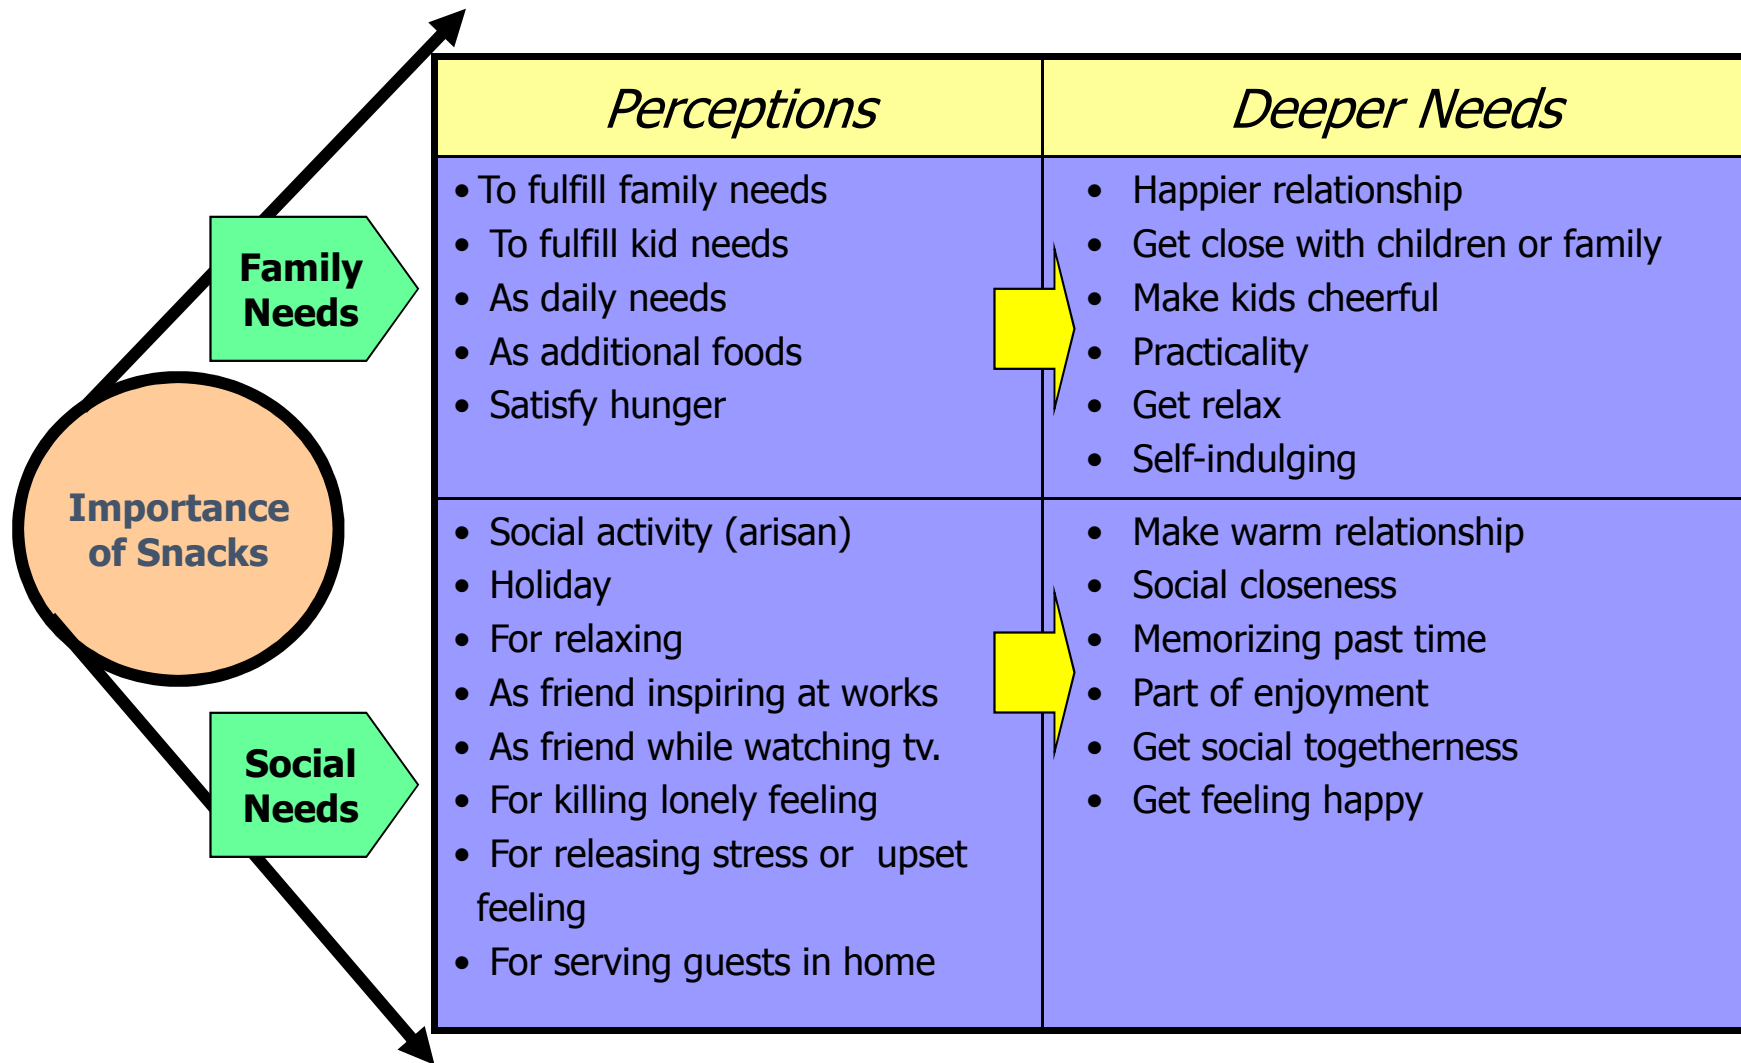 Perceptions
Deeper Needs
Importance
of Snacks
Family
Needs
• To fulfill family needs
• To fulfill kid needs
• As daily needs
• As additional foods
• Satisfy hunger
• Happier relationship
• Get close with children or family
• Make kids cheerful
• Practicality
• Get relax
• Self-indulging
Social
Needs
• Social activity (arisan)
• Holiday
• For relaxing
• As friend inspiring at works
• As friend while watching tv.
• For killing lonely feeling
• For releasing stress or upset
feeling
• For serving guests in home
• Make warm relationship
• Social closeness
• Memorizing past time
• Part of enjoyment
• Get social togetherness
• Get feeling happy